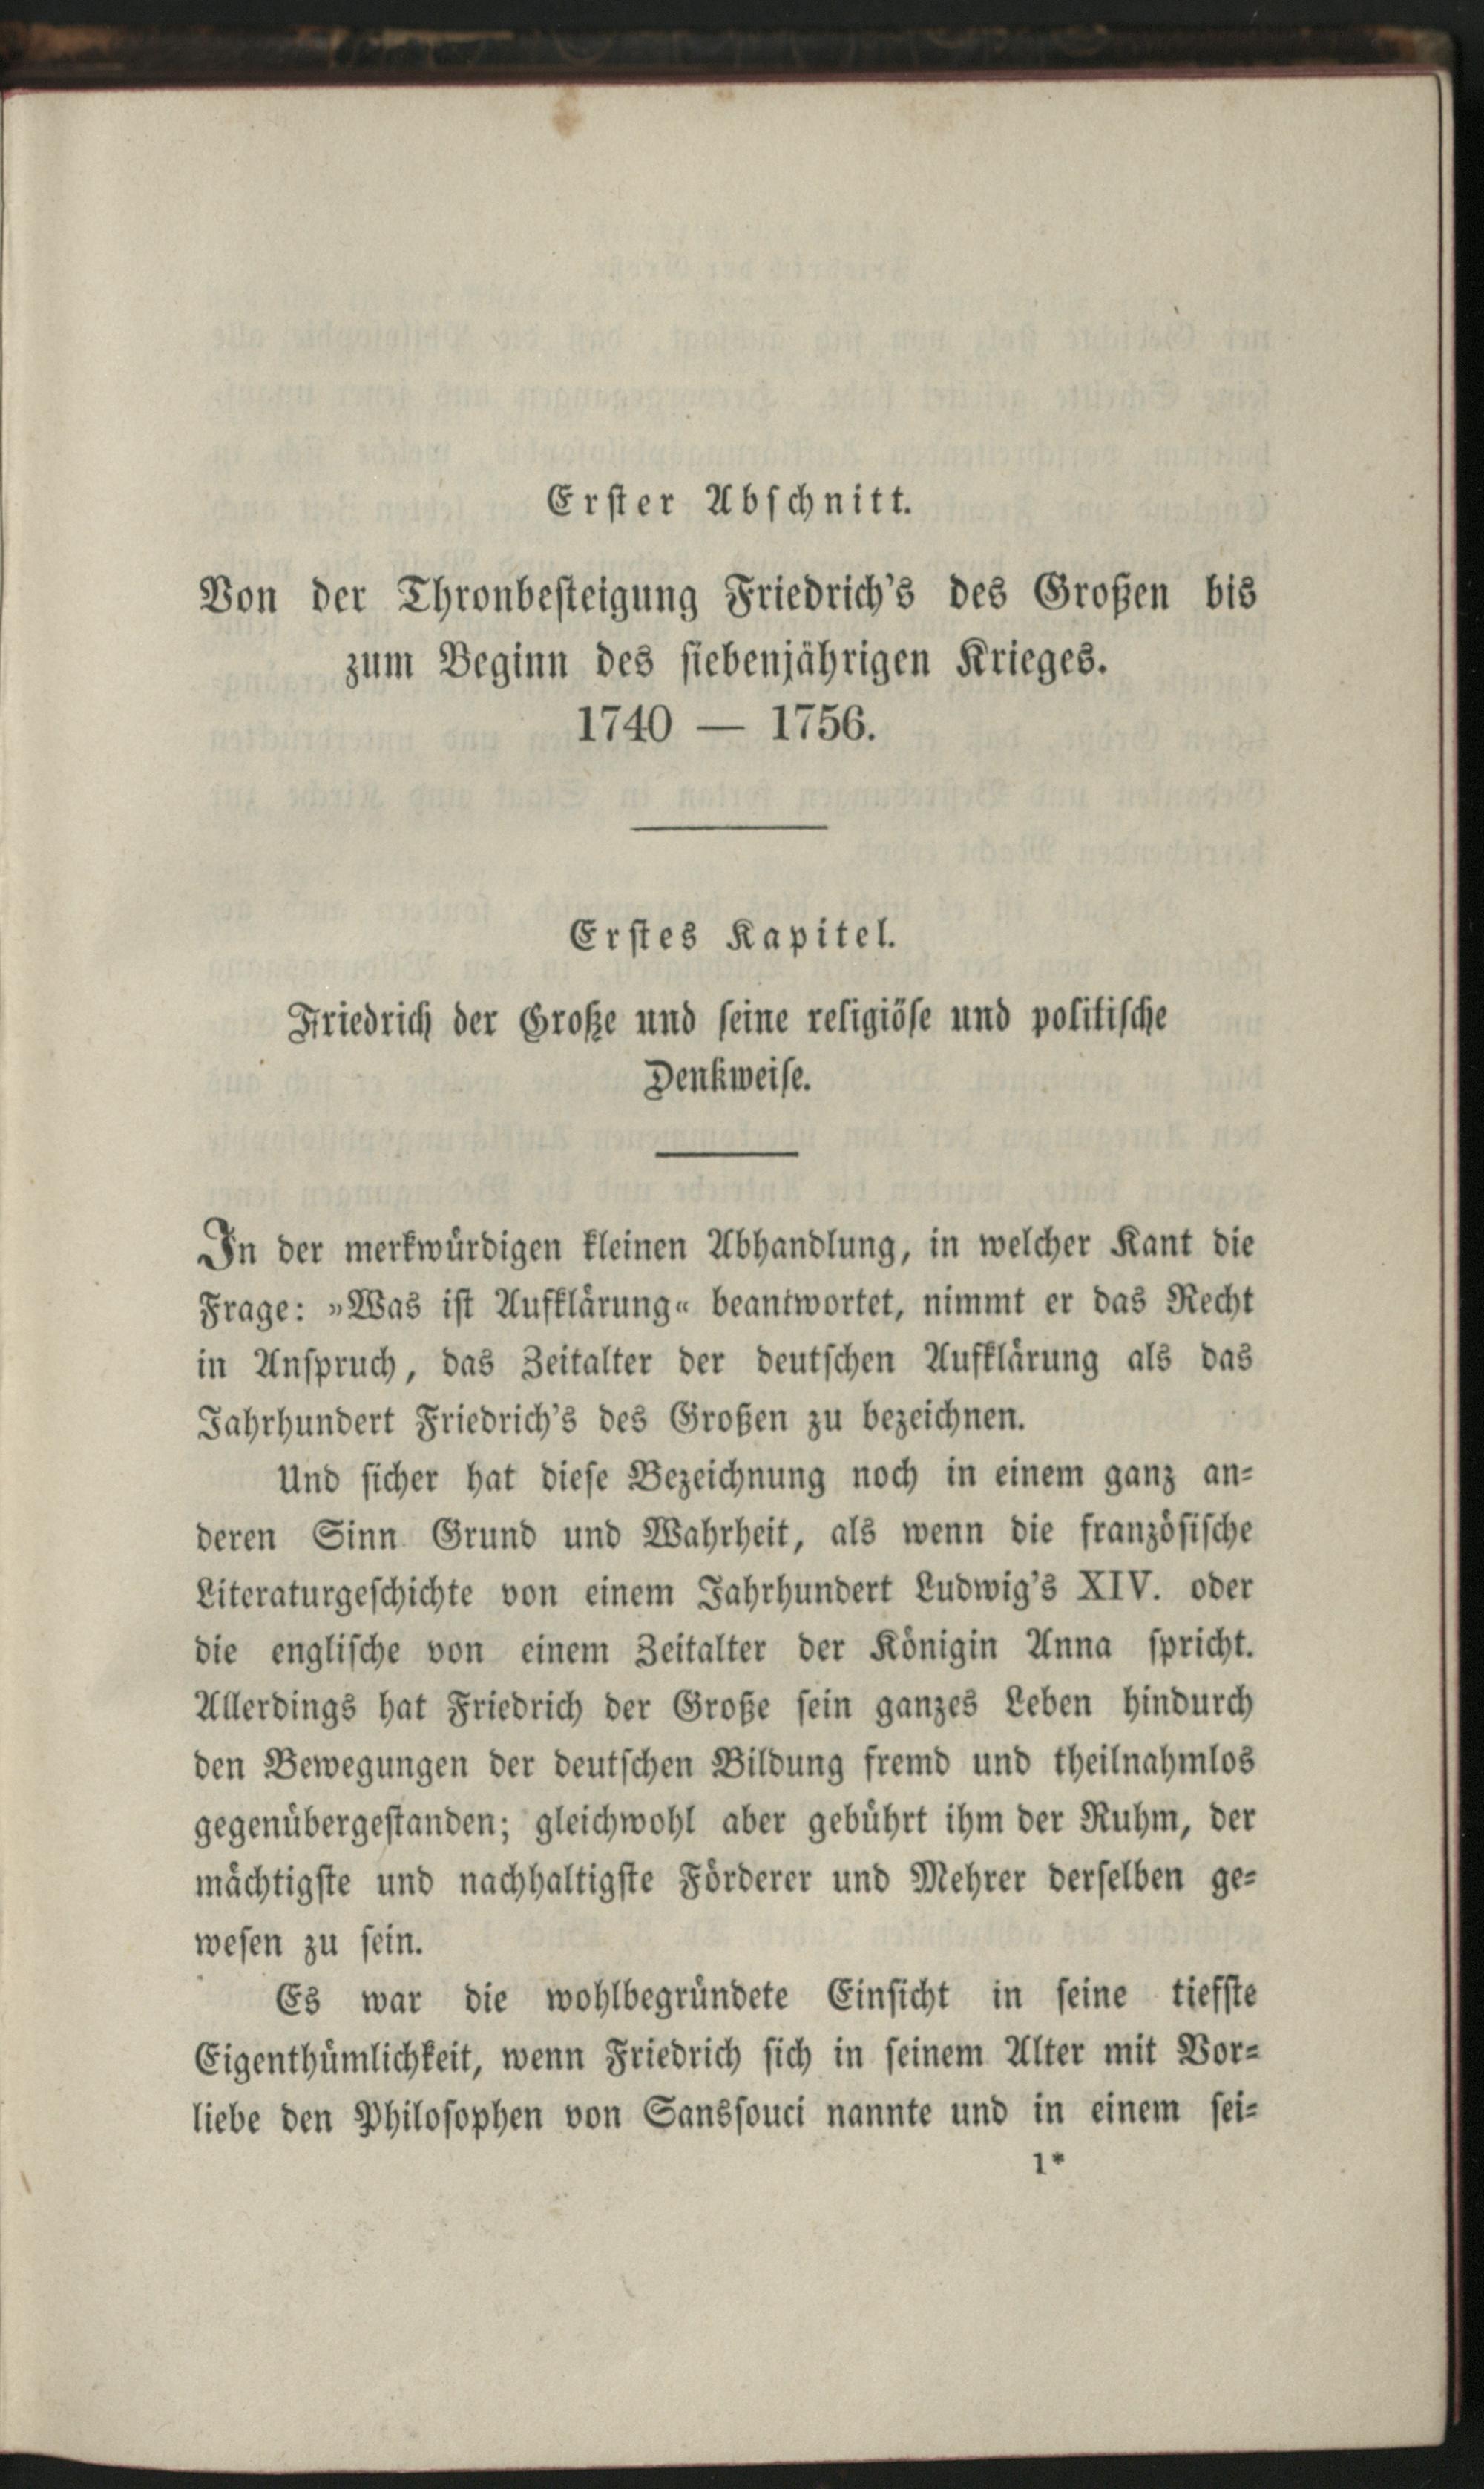 Erster Abschnitt.
Von der Thronbesteigung Friedrich's des Großen bis
zum Beginn des siebenjährigen Krieges.
1740 — 1756.
Erstes Kapitel.
Friedrich der Große und seine religiöse und politische
Denkweise.
In der merkwürdigen kleinen Abhandlung, in welcher Kant die
Frage: »Was ist Aufklärung« beantwortet, nimmt er das Recht
in Anspruch, das Zeitalter der deutschen Aufklärung als das
Jahrhundert Friedrich's des Großen zu bezeichnen.
Und sicher hat diese Bezeichnung noch in einem ganz an-
deren Sinn Grund und Wahrheit, als wenn die französische
Literaturgeschichte von einem Jahrhundert Ludwig's XIV. oder
die englische von einem Zeitalter der Königin Anna spricht.
Allerdings hat Friedrich der Große sein ganzes Leben hindurch
den Bewegungen der deutschen Bildung fremd und theilnahmlos
gegenübergestanden; gleichwohl aber gebührt ihm der Ruhm, der
mächtigste und nachhaltigste Förderer und Mehrer derselben ge-
wesen zu sein.
Es war die wohlbegründete Einsicht in seine tiefste
Eigenthümlichkeit, wenn Friedrich sich in seinem Alter mit Vor-
liebe den Philosophen von Sanssouci nannte und in einem sei-
1*